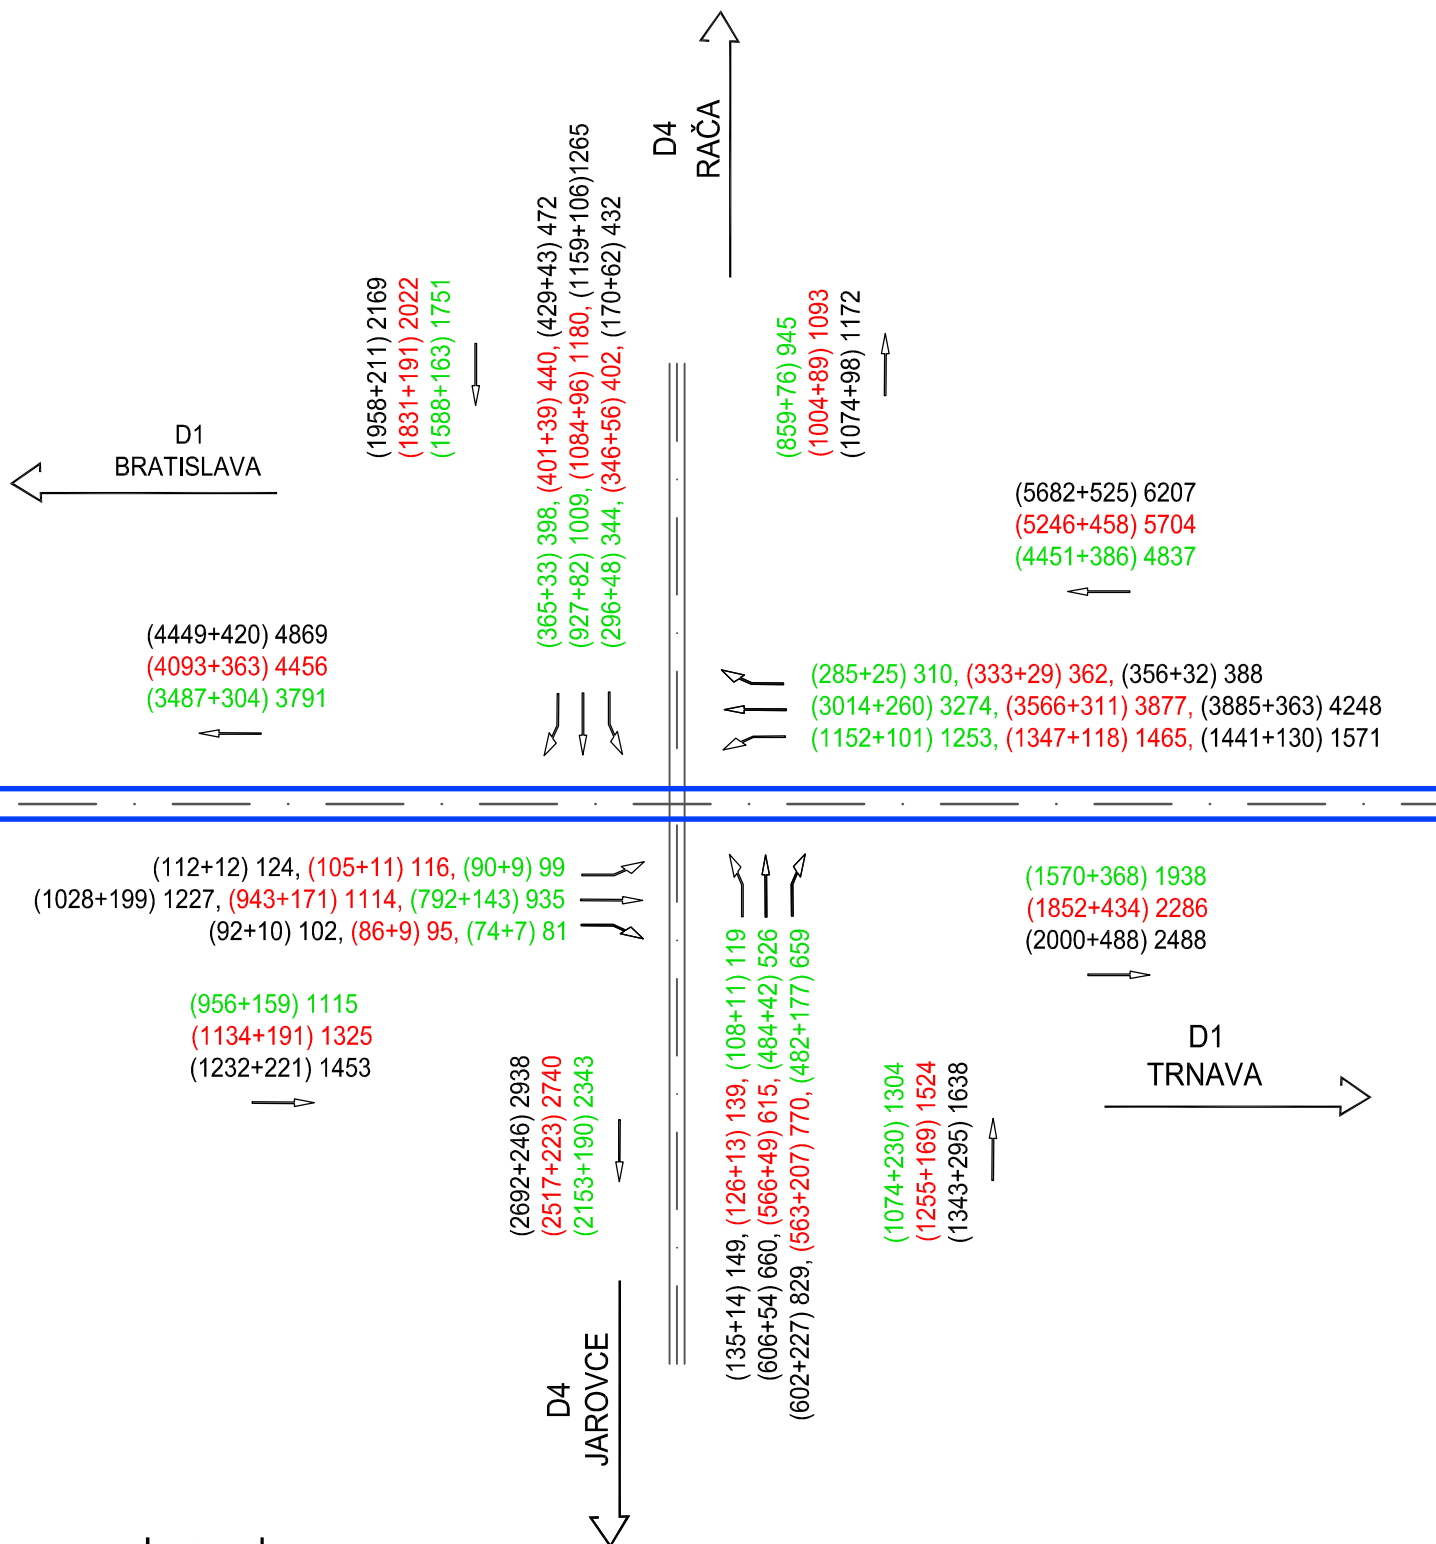 D4
RAČA
(429+43) 472
(365+33) 398, (401+39) 440,
(927+82) 1009, (1084+96) 1180, (1159+106)1265
(296+48) 344, (346+56) 402, (170+62) 432
(1958+211) 2169
(1831+191) 2022
(1588+163) 1751
(859+76) 945
(1004+89) 1093
(1074+98) 1172
D1
BRATISLAVA
(5682+525) 6207
(5246+458) 5704
(4451+386) 4837
(4449+420) 4869
(4093+363) 4456
(3487+304) 3791
(285+25) 310, (333+29) 362, (356+32) 388
(3014+260) 3274, (3566+311) 3877, (3885+363) 4248
(1152+101) 1253, (1347+118) 1465, (1441+130) 1571
(112+12) 124, (105+11) 116, (90+9) 99
(1028+199) 1227, (943+171) 1114, (792+143) 935
(92+10) 102, (86+9) 95, (74+7) 81
(1570+368) 1938
(1852+434) 2286
(2000+488) 2488
(956+159) 1115
(1134+191) 1325
(1232+221) 1453
(2692+246) 2938
(2517+223) 2740
(2153+190) 2343
(135+14) 149, (126+13) 139, (108+11) 119
(606+54) 660, (566+49) 615, (484+42) 526
(602+227) 829, (563+207) 770, (482+177) 659
(1074+230) 1304
(1255+169) 1524
(1343+295) 1638
D1
TRNAVA
D4
JAROVCE